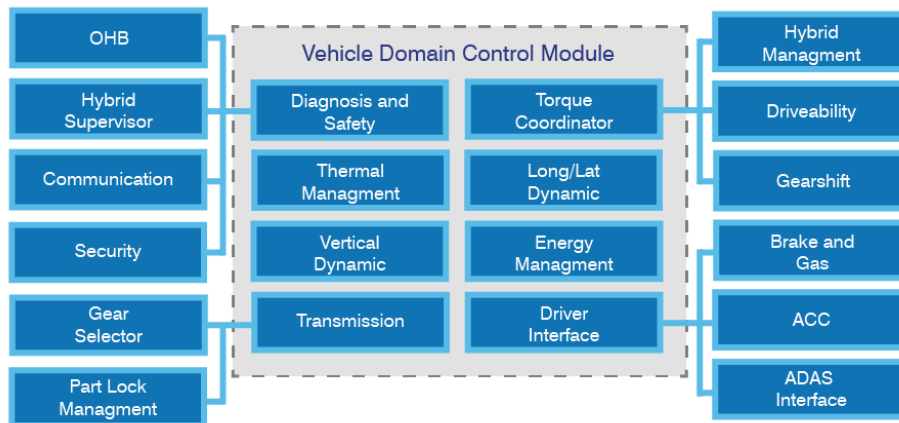 OHB
Hybrid
Supervisor
Communication
Security
Gear
Selector
Part Lock
Managment
Vehicle Domain Control Module
Diagnosis and
Safety
Torque
Coordinator
Thermal
Managment
Long/Lat
Dynamic
Vertical
Dynamic
Energy
Managment
Transmission
Driver
Interface
Hybrid
Managment
Driveability
Gearshift
Brake and
Gas
ACC
ADAS
Interface